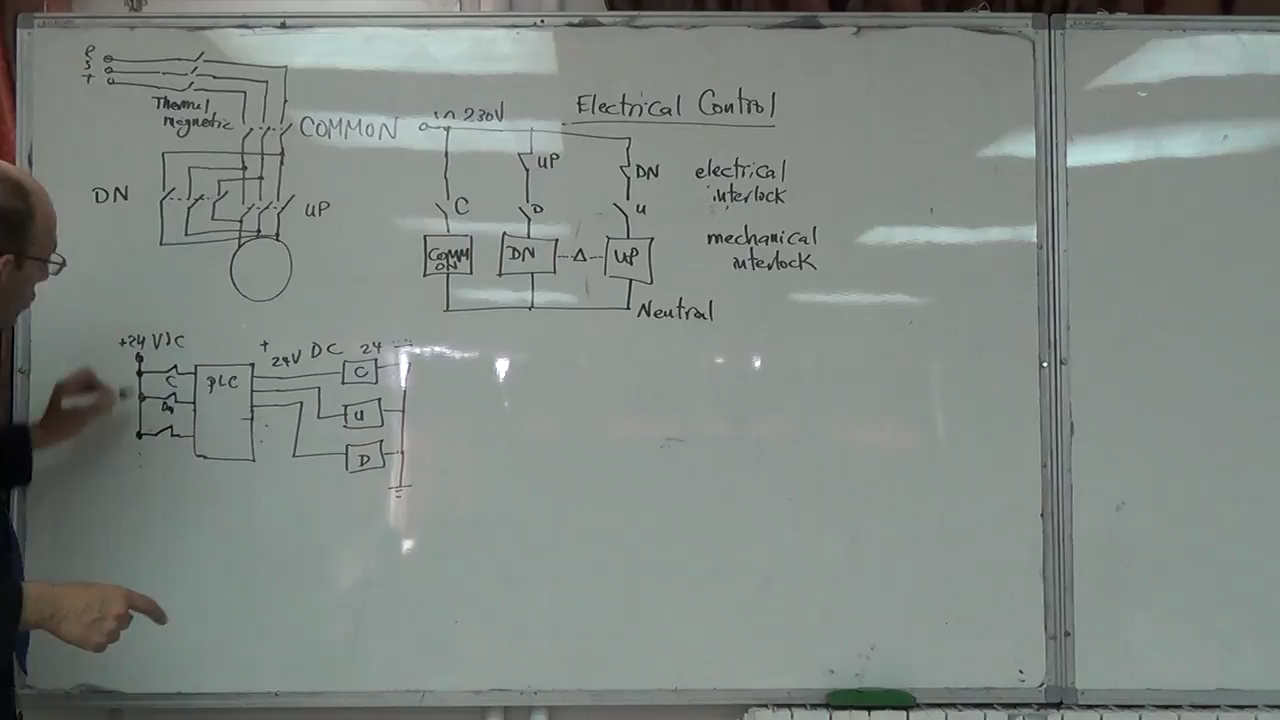 R
S
T
Thermal
magnetic
COMMON
DN
UP
Electrical Control
in 230V
UP
DN
C
D
U
COMM
ON
DN
Δ
UP
Neutral
electrical
interlock
mechanical
interlock
+24 VDC
C
PLC
+
24V DC 24
C
U
D